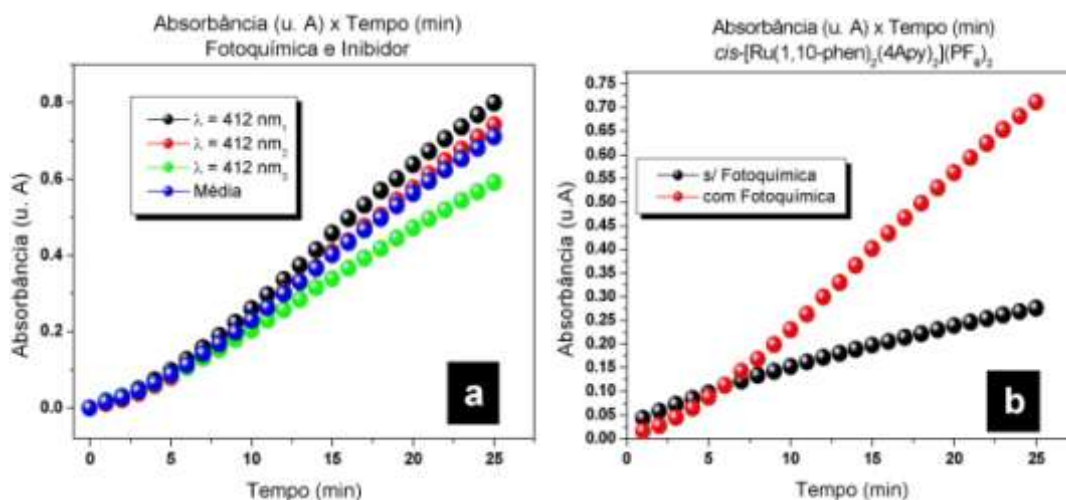 Absorbância (u. A) x Tempo (min)
Fotoquímica e Inibidor
λ = 412 nm₁
λ = 412 nm₂
λ = 412 nm₃
Média
Absorbância (u. A)
0.8
0.6
0.4
0.2
0.0
0 5 10 15 20 25
Tempo (min)
a
Absorbância (u. A) x Tempo (min)
cis-[Ru(1,10-phen)₂(4Apy)₂](PF₆)₂
s/ Fotoquímica
com Fotoquímica
Absorbância (u.A)
0.75
0.70
0.65
0.60
0.55
0.50
0.45
0.40
0.35
0.30
0.25
0.20
0.15
0.10
0.05
0.00
0 5 10 15 20 25
Tempo (min)
b